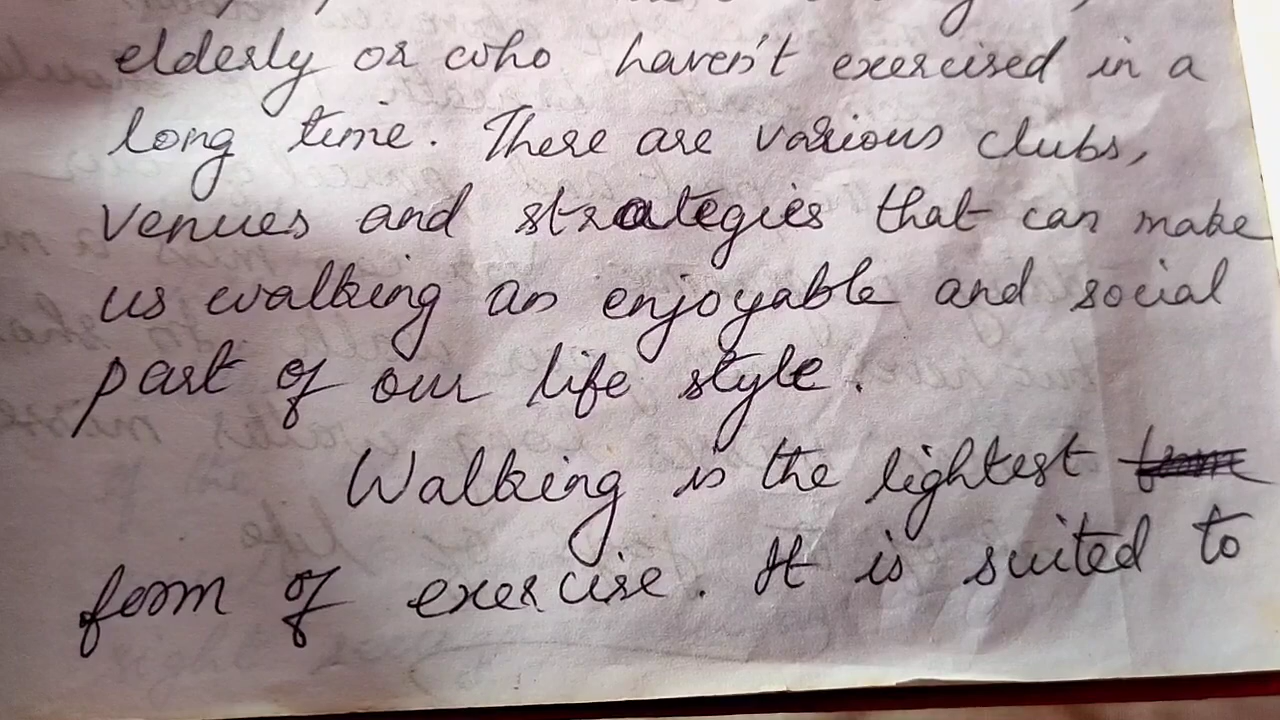 elderly or who haven't exercised in a
long time. There are various clubs,
venues and strategies that can make
us walking an enjoyable and social
part of our life style.
Walking is the lightest
form of exercise. It is suited to